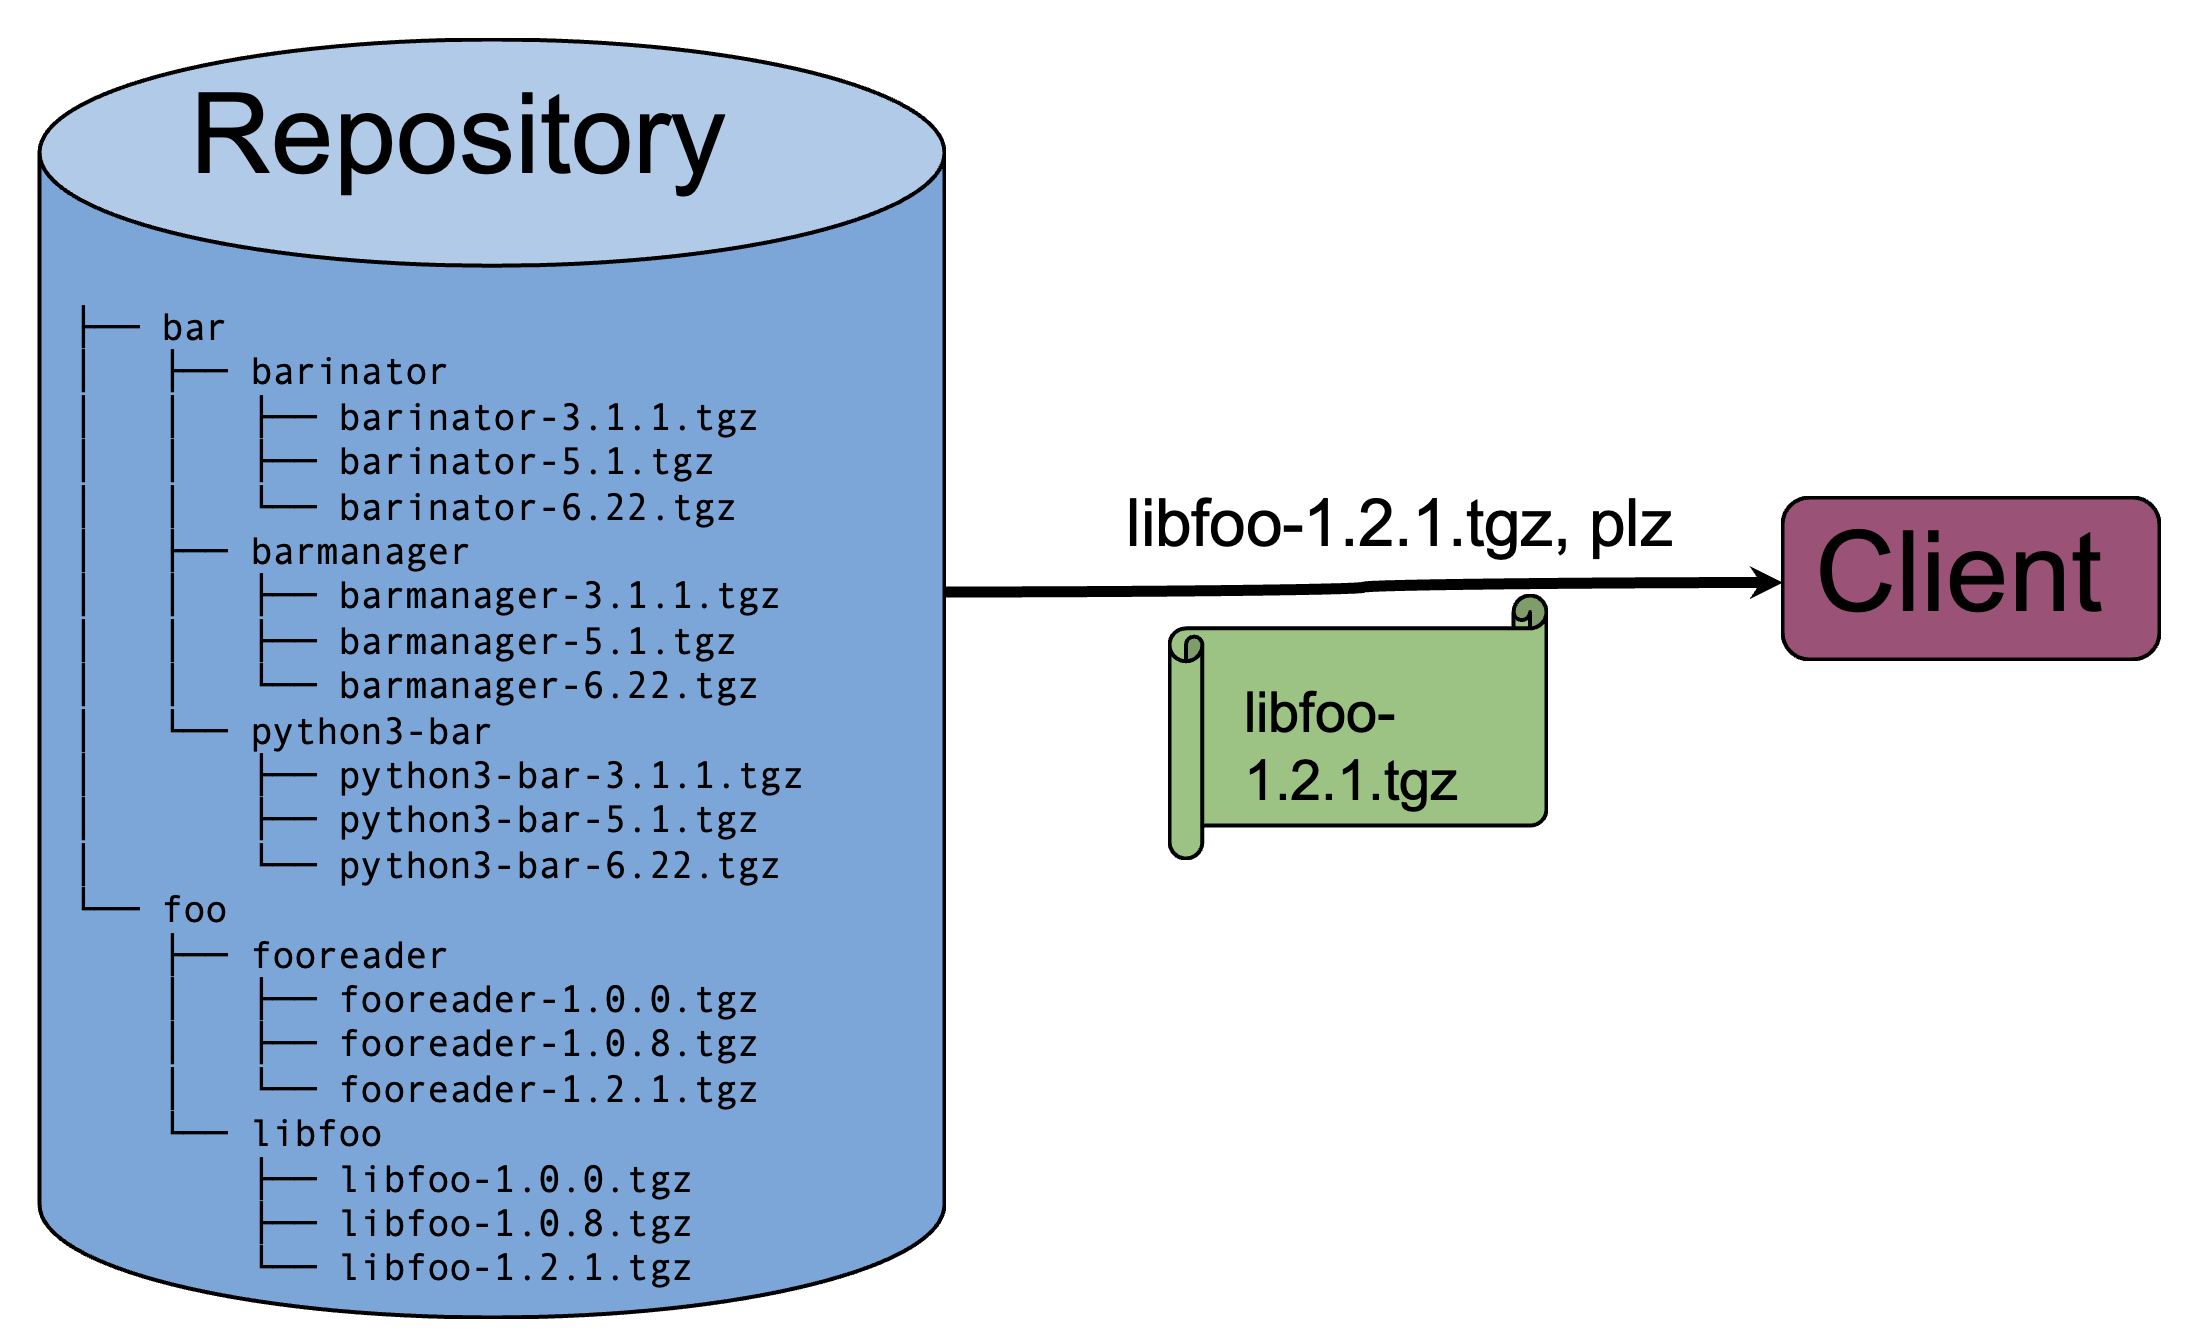 Repository
├── bar
│   ├── barinator
│   │   ├── barinator-3.1.1.tgz
│   │   ├── barinator-5.1.tgz
│   │   └── barinator-6.22.tgz
│   ├── barmanager
│   │   ├── barmanager-3.1.1.tgz
│   │   ├── barmanager-5.1.tgz
│   │   └── barmanager-6.22.tgz
│   └── python3-bar
│       ├── python3-bar-3.1.1.tgz
│       ├── python3-bar-5.1.tgz
│       └── python3-bar-6.22.tgz
└── foo
    ├── fooreader
    │   ├── fooreader-1.0.0.tgz
    │   ├── fooreader-1.0.8.tgz
    │   └── fooreader-1.2.1.tgz
    └── libfoo
        ├── libfoo-1.0.0.tgz
        ├── libfoo-1.0.8.tgz
        └── libfoo-1.2.1.tgz
libfoo-1.2.1.tgz, plz
libfoo-
1.2.1.tgz
Client